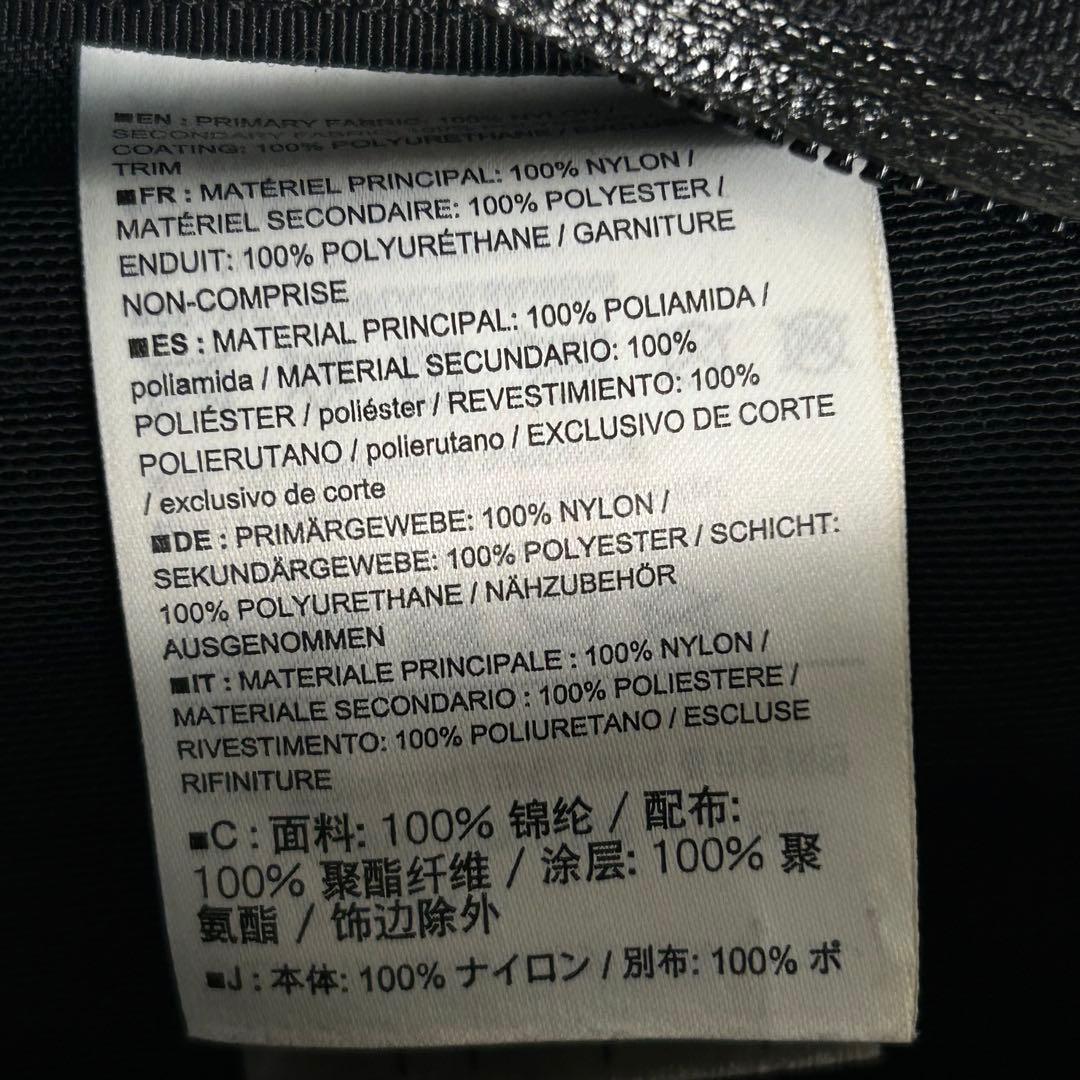 ■EN : PRIMARY FABRIC: 100% NYLON /
SECONDARY FABRIC: 100%
COATING: 100% POLYURETHANE /
TRIM
■FR : MATÉRIEL PRINCIPAL: 100% NYLON /
MATÉRIEL SECONDAIRE: 100% POLYESTER /
ENDUIT: 100% POLYURÉTHANE / GARNITURE
NON-COMPRISE
■ES : MATERIAL PRINCIPAL: 100% POLIAMIDA /
poliamida / MATERIAL SECUNDARIO: 100%
POLIÉSTER / poliéster / REVESTIMIENTO: 100%
POLIERUTANO / polierutano / EXCLUSIVO DE CORTE
/ exclusivo de corte
■DE : PRIMÄRGEWEBE: 100% NYLON /
SEKUNDÄRGEWEBE: 100% POLYESTER / SCHICHT:
100% POLYURETHANE / NÄHZUBEHÖR
AUSGENOMMEN
■IT : MATERIALE PRINCIPALE : 100% NYLON /
MATERIALE SECONDARIO : 100% POLIESTERE /
RIVESTIMENTO: 100% POLIURETANO / ESCLUSE
RIFINITURE
■C : 面料: 100% 锦纶 / 配布:
100% 聚酯纤维 / 涂层: 100% 聚
氨酯 / 饰边除外
■J : 本体: 100% ナイロン / 別布: 100% ポ